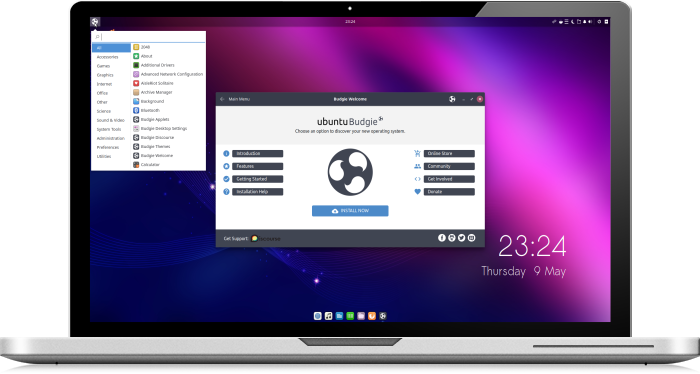 23:24
All
Accessories
Games
Graphics
Internet
Office
Other
Science
Sound & Video
System Tools
Administration
Preferences
Utilities
2048
About
Additional Drivers
Advanced Network Configuration
AisleRiot Solitaire
Archive Manager
Background
Bluetooth
Budgie Applets
Budgie Desktop Settings
Budgie Discourse
Budgie Themes
Budgie Welcome
Calculator
Main Menu
Budgie Welcome
ubuntu Budgie
Choose an option to discover your new operating system.
Introduction
Features
Getting Started
Installation Help
Online Store
Community
Get Involved
Donate
INSTALL NOW
Get Support:
23:24
Thursday 9 May